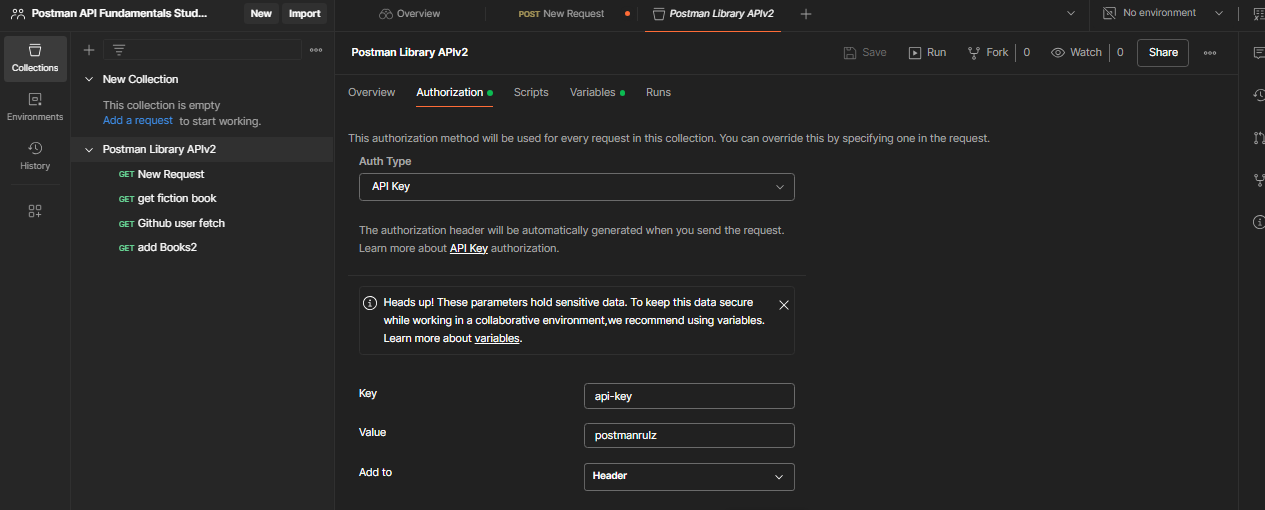 Postman API Fundamentals Stud...
New
Import
Overview
POST New Request
Postman Library APIv2
No environment
Collections
Environments
History
New Collection
This collection is empty
Add a request to start working.
Postman Library APIv2
GET New Request
GET get fiction book
GET Github user fetch
GET add Books2
Postman Library APIv2
Save
Run
Fork 0
Watch 0
Share
Overview
Authorization
Scripts
Variables
Runs
This authorization method will be used for every request in this collection. You can override this by specifying one in the request.
Auth Type
API Key
The authorization header will be automatically generated when you send the request.
Learn more about API Key authorization.
Heads up! These parameters hold sensitive data. To keep this data secure
while working in a collaborative environment,we recommend using variables.
Learn more about variables.
Key
api-key
Value
postmanrulz
Add to
Header